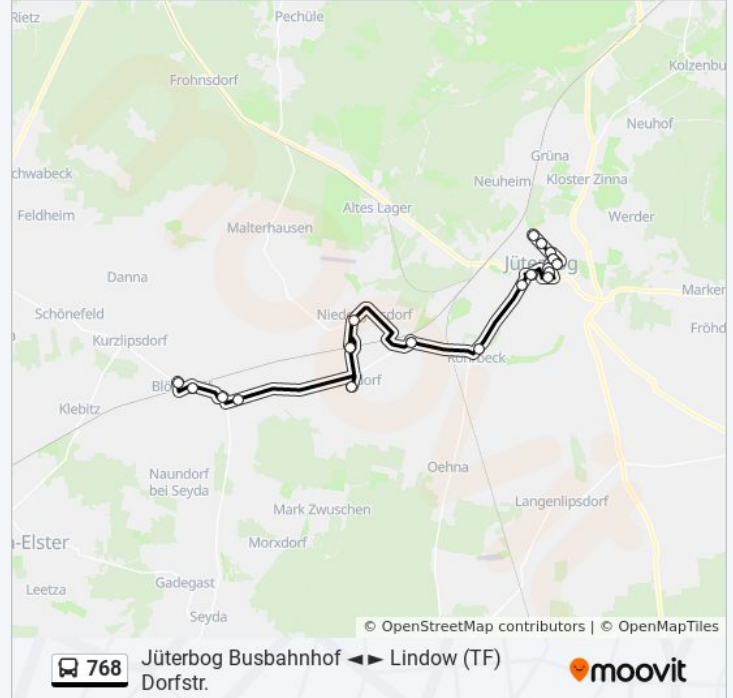 Rietz
Pechüle
Frohnsdorf
Kolzenbu
Neuhof
Grüna
chwabeck
Neuheim
Kloster Zinna
Feldheim
Altes Lager
Werder
Malterhausen
Danna
Marker
Schönefeld
Fröhd
Kurzlipsdorf
Klebitz
Oehna
Naundorf
bei Seyda
Langenlipsdorf
Mark Zwuschen
a-Elster
Morxdorf
Gadegast
Leetza
Seyda
© OpenStreetMap contributors | © OpenMapTiles
768
Jüterbog Busbahnhof ◄► Lindow (TF)
Dorfstr.
moovit